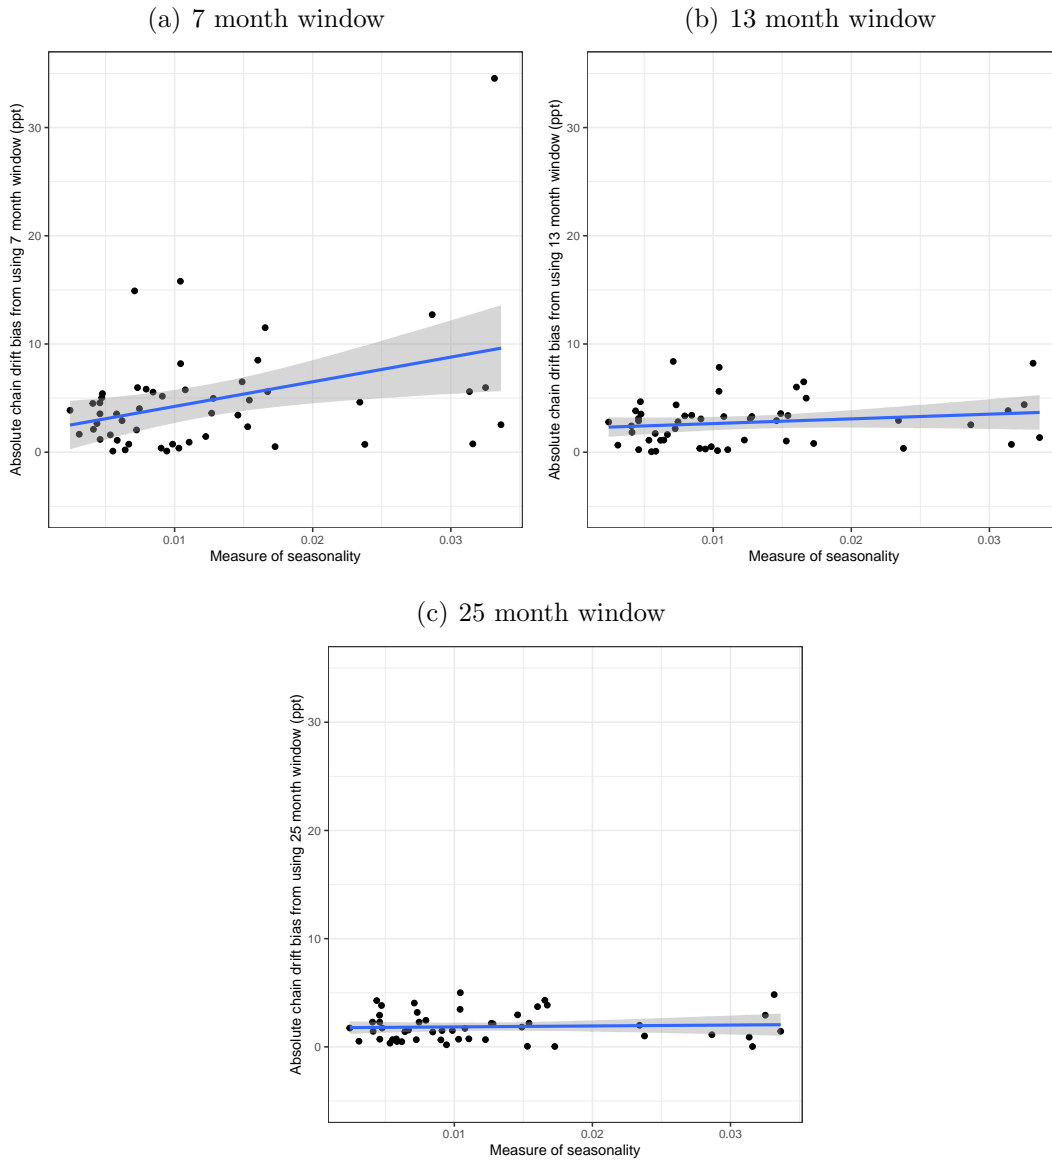 (a) 7 month window
Absolute chain drift bias from using 7 month window (ppt)
30
20
10
0
0.01
0.02
0.03
Measure of seasonality
(b) 13 month window
Absolute chain drift bias from using 13 month window (ppt)
30
20
10
0
0.01
0.02
0.03
Measure of seasonality
(c) 25 month window
Absolute chain drift bias from using 25 month window (ppt)
30
20
10
0
0.01
0.02
0.03
Measure of seasonality